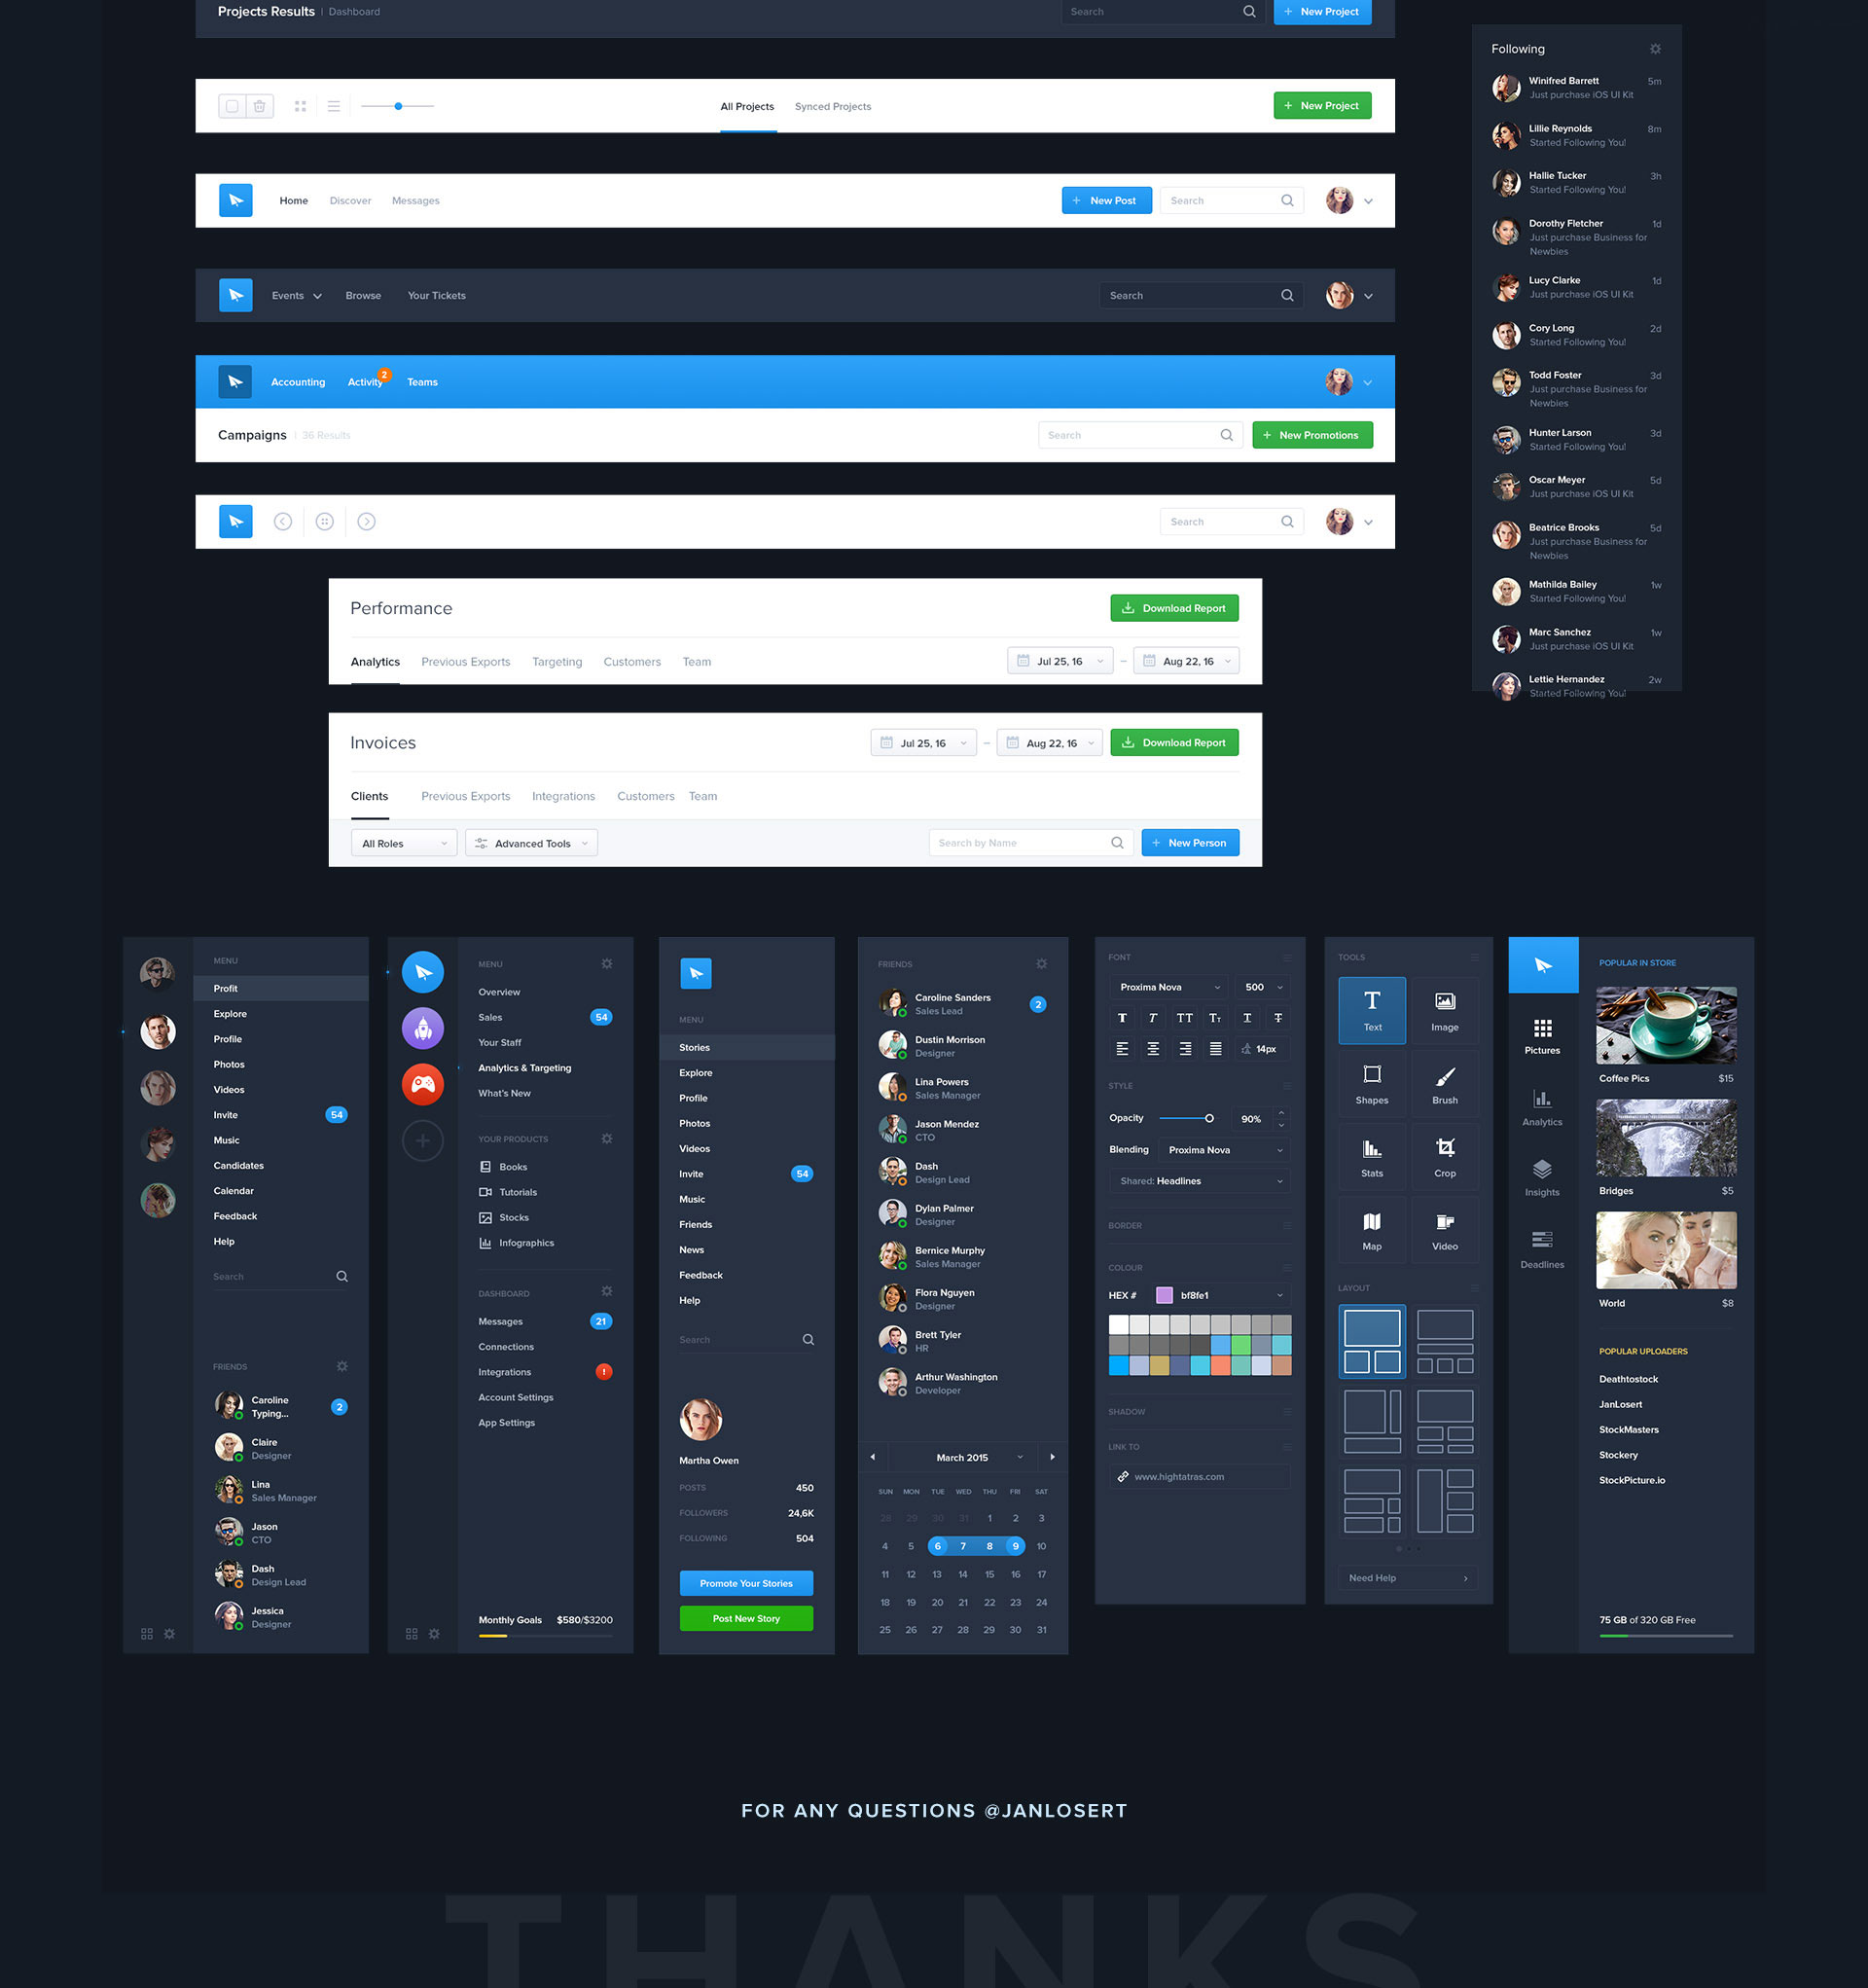 Projects Results | Dashboard
Search
+ New Project
All Projects
Synced Projects
+ New Project
Home
Discover
Messages
+ New Post
Search
Events
Browse
Your Tickets
Search
Accounting
Activity
2
Teams
Campaigns | 36 Results
Search
+ New Promotions
Search
Performance
Download Report
Analytics
Previous Exports
Targeting
Customers
Team
Jul 25, 16
–
Aug 22, 16
Invoices
Jul 25, 16
–
Aug 22, 16
Download Report
Clients
Previous Exports
Integrations
Customers
Team
All Roles
Advanced Tools
Search by Name
+ New Person
Following
Winifred Barrett
5m
Just purchase iOS UI Kit
Lillie Reynolds
8m
Started Following You!
Hallie Tucker
3h
Started Following You!
Dorothy Fletcher
1d
Just purchase Business for
Newbies
Lucy Clarke
1d
Just purchase iOS UI Kit
Cory Long
2d
Started Following You!
Todd Foster
3d
Just purchase Business for
Newbies
Hunter Larson
3d
Started Following You!
Oscar Meyer
5d
Just purchase iOS UI Kit
Beatrice Brooks
5d
Just purchase Business for
Newbies
Mathilda Bailey
1w
Started Following You!
Marc Sanchez
1w
Just purchase iOS UI Kit
Lettie Hernandez
2w
Started Following You!
MENU
Profit
Explore
Profile
Photos
Videos
Invite
54
Music
Candidates
Calendar
Feedback
Help
Search
FRIENDS
Caroline
Typing...
2
Claire
Designer
Lina
Sales Manager
Jason
CTO
Dash
Design Lead
Jessica
Designer
MENU
Overview
Sales
54
Your Staff
Analytics & Targeting
What's New
YOUR PRODUCTS
Books
Tutorials
Stocks
Infographics
DASHBOARD
Messages
21
Connections
Integrations
!
Account Settings
App Settings
Monthly Goals
$580/$3200
MENU
Stories
Explore
Profile
Photos
Videos
Invite
54
Music
Friends
News
Feedback
Help
Search
Martha Owen
POSTS
450
FOLLOWERS
24,6K
FOLLOWING
504
Promote Your Stories
Post New Story
FRIENDS
Caroline Sanders
Sales Lead
2
Dustin Morrison
Designer
Lina Powers
Sales Manager
Jason Mendez
CTO
Dash
Design Lead
Dylan Palmer
Designer
Bernice Murphy
Sales Manager
Flora Nguyen
Designer
Brett Tyler
HR
Arthur Washington
Developer
March 2015
SUN MON TUE WED THU FRI SAT
28 29 30 31 1 2 3
4 5 6 7 8 9 10
11 12 13 14 15 16 17
18 19 20 21 22 23 24
25 26 27 28 29 30 31
FONT
Proxima Nova
500
T T TT Tт T T
14px
STYLE
Opacity
90%
Blending
Proxima Nova
Shared: Headlines
BORDER
COLOUR
HEX #
bf8fe1
SHADOW
LINK TO
www.hightatras.com
TOOLS
T
Text
Image
Shapes
Brush
Stats
Crop
Map
Video
LAYOUT
Need Help
Pictures
Analytics
Insights
Deadlines
POPULAR IN STORE
Coffee Pics
$15
Bridges
$5
World
$8
POPULAR UPLOADERS
Deathtostock
JanLosert
StockMasters
Stockery
StockPicture.io
75 GB of 320 GB Free
FOR ANY QUESTIONS @JANLOSERT
THANKS